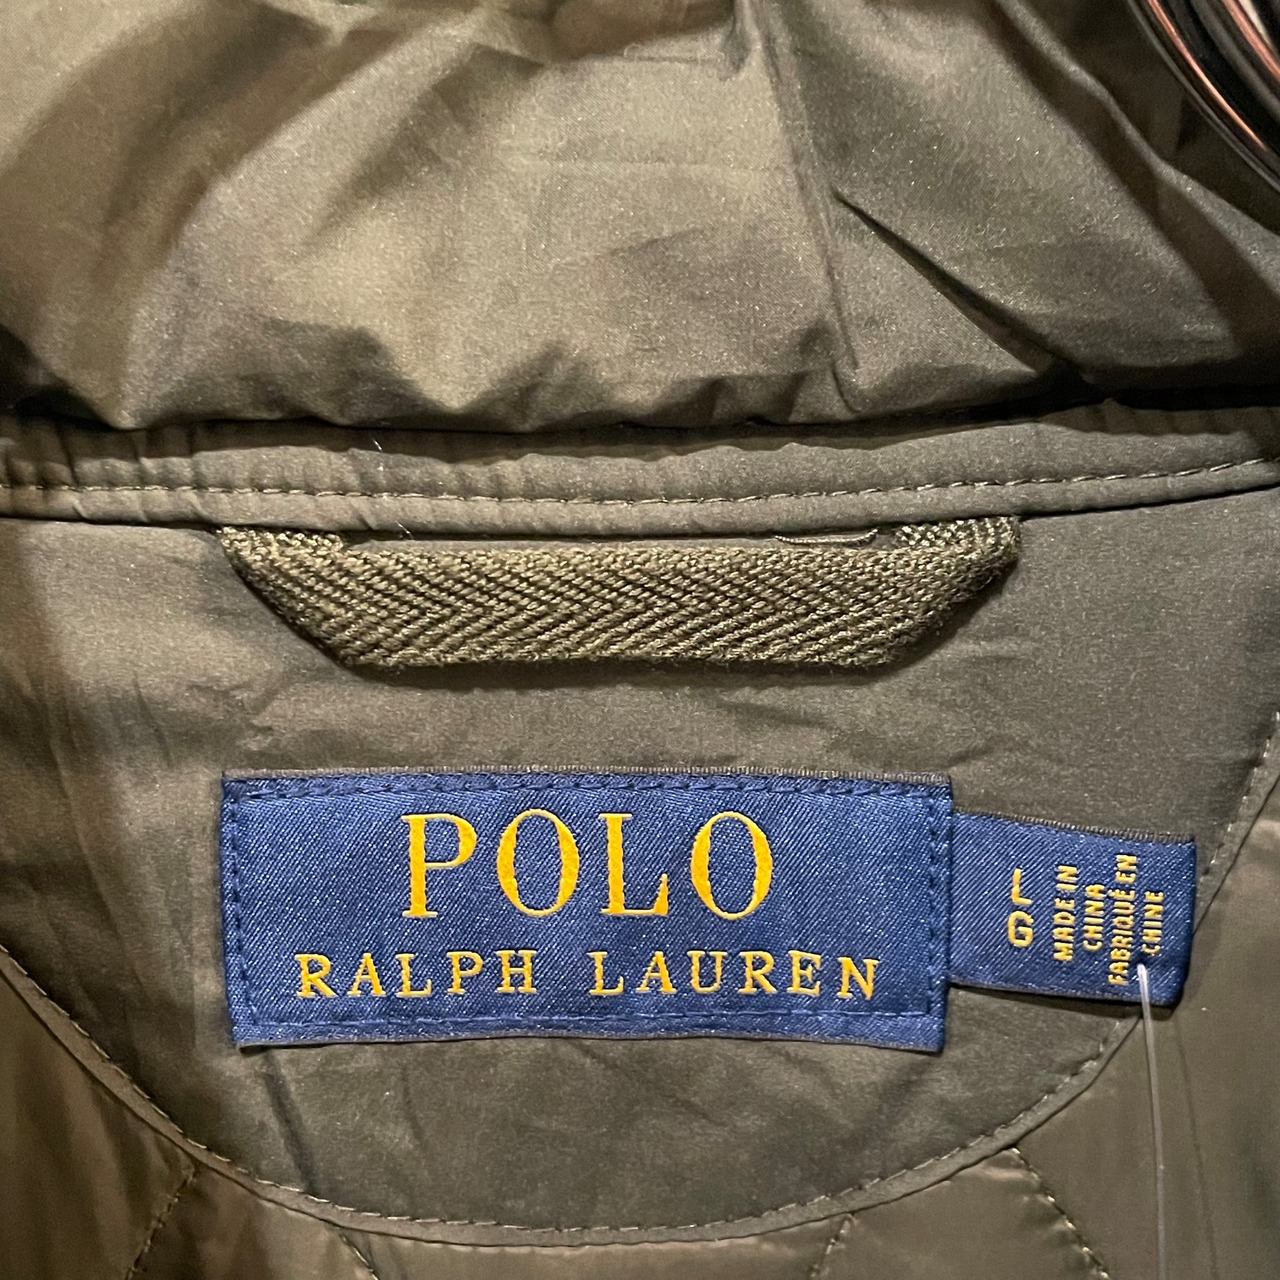 POLO
RALPH LAUREN
L/G
MADE IN
CHINA
FABRIQUÉ EN
CHINE